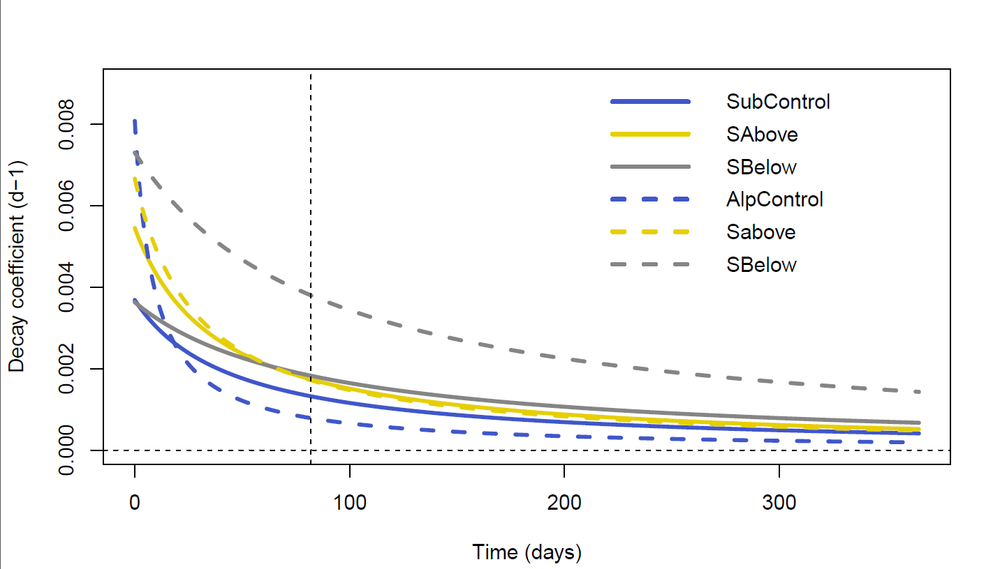 Decay coefficient (d−1)
0.008
0.006
0.004
0.002
0.000
SubControl
SAbove
SBelow
AlpControl
Sabove
SBelow
0 100 200 300
Time (days)